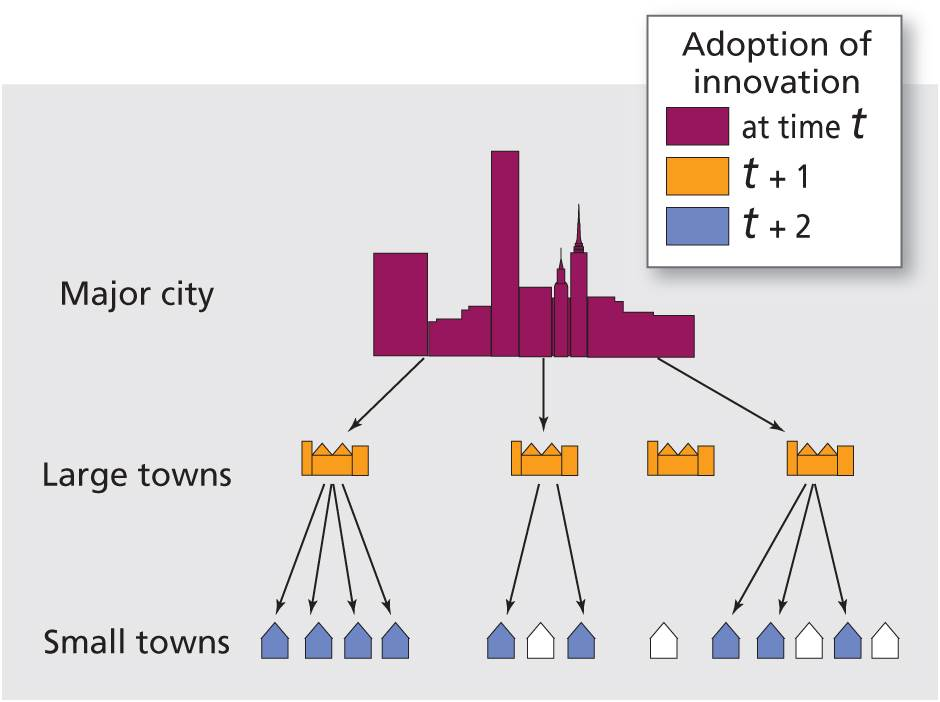 Adoption of
innovation
at time t
t + 1
t + 2
Major city
Large towns
Small towns